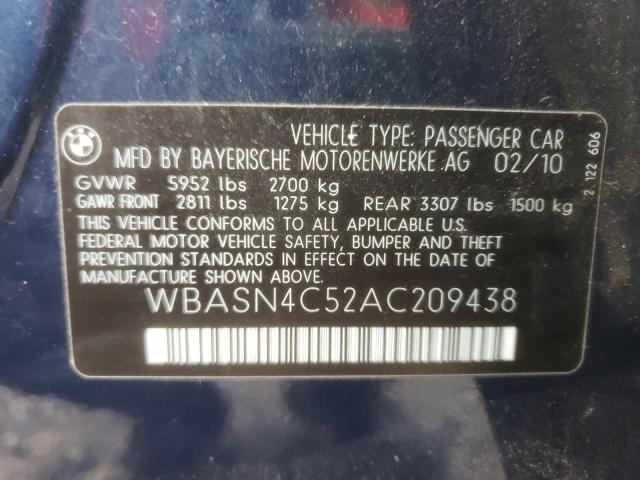 BMW
VEHICLE TYPE: PASSENGER CAR
MFD BY BAYERISCHE MOTORENWERKE AG 02/10
GVWR 5952 lbs 2700 kg
GAWR FRONT 2811 lbs 1275 kg REAR 3307 lbs 1500 kg
THIS VEHICLE CONFORMS TO ALL APPLICABLE U.S.
FEDERAL MOTOR VEHICLE SAFETY, BUMPER AND THEFT
PREVENTION STANDARDS IN EFFECT ON THE DATE OF
MANUFACTURE SHOWN ABOVE.
WBASN4C52AC209438
2 122 606